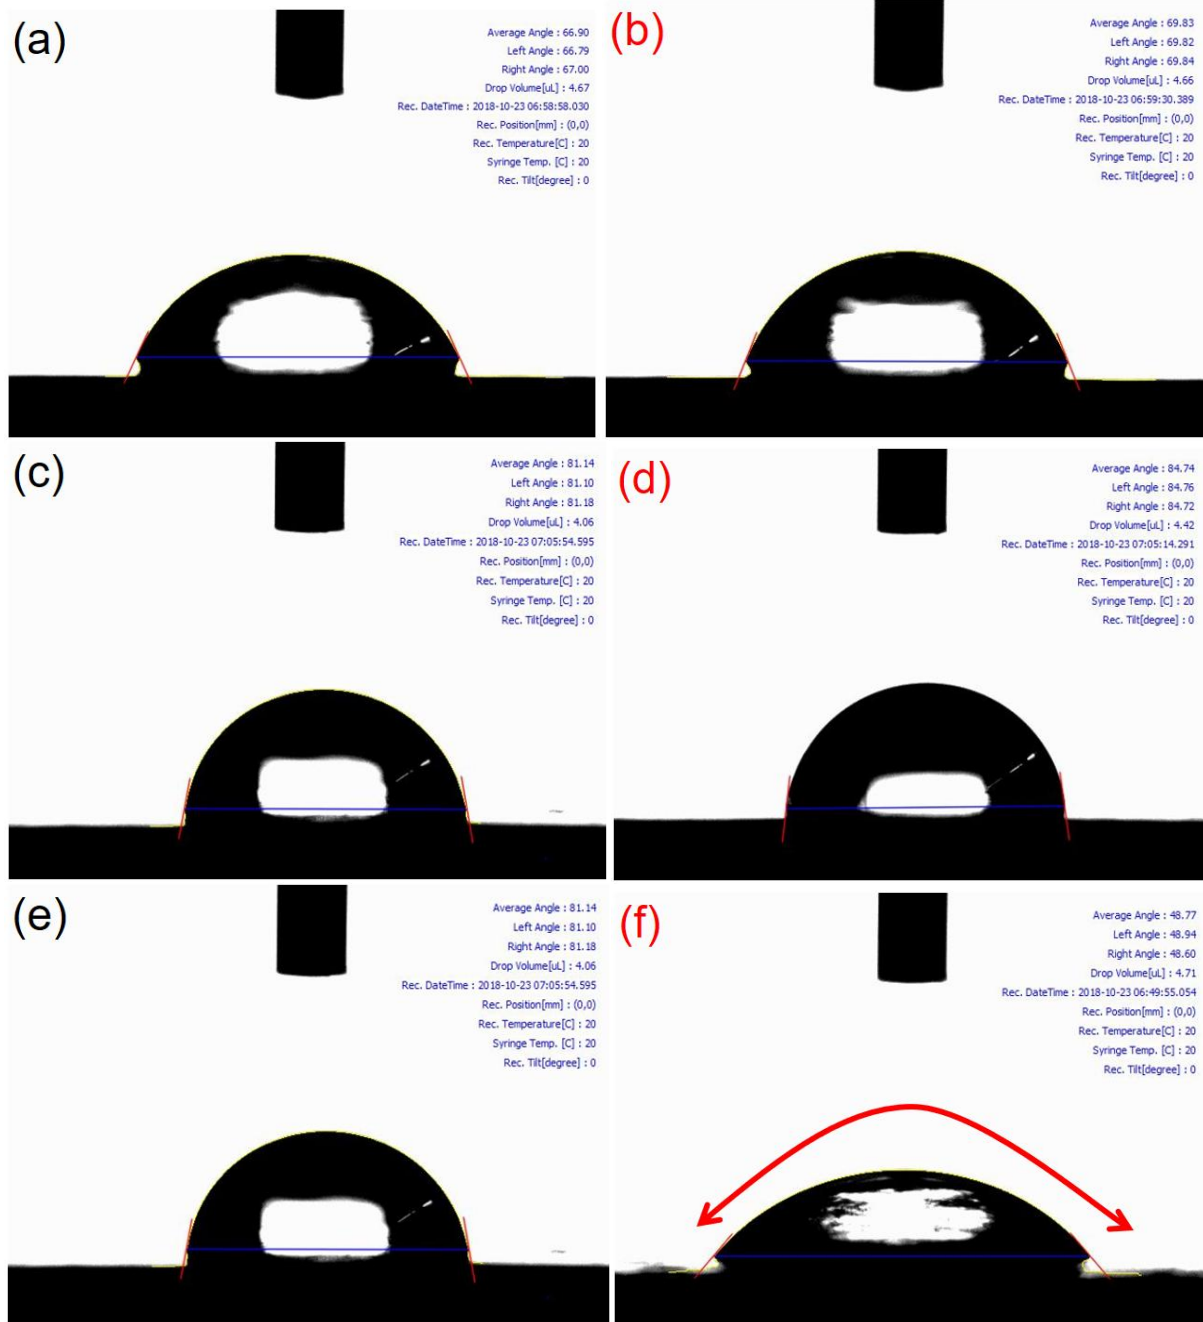 (a)
Average Angle : 66.90
Left Angle : 66.79
Right Angle : 67.00
Drop Volume[uL] : 4.67
Rec. DateTime : 2018-10-23 06:58:58.030
Rec. Position[mm] : (0,0)
Rec. Temperature[C] : 20
Syringe Temp. [C] : 20
Rec. Tilt[degree] : 0
(b)
Average Angle : 69.83
Left Angle : 69.82
Right Angle : 69.84
Drop Volume[uL] : 4.66
Rec. DateTime : 2018-10-23 06:59:30.389
Rec. Position[mm] : (0,0)
Rec. Temperature[C] : 20
Syringe Temp. [C] : 20
Rec. Tilt[degree] : 0
(c)
Average Angle : 81.14
Left Angle : 81.10
Right Angle : 81.18
Drop Volume[uL] : 4.06
Rec. DateTime : 2018-10-23 07:05:54.595
Rec. Position[mm] : (0,0)
Rec. Temperature[C] : 20
Syringe Temp. [C] : 20
Rec. Tilt[degree] : 0
(d)
Average Angle : 84.74
Left Angle : 84.76
Right Angle : 84.72
Drop Volume[uL] : 4.42
Rec. DateTime : 2018-10-23 07:05:14.291
Rec. Position[mm] : (0,0)
Rec. Temperature[C] : 20
Syringe Temp. [C] : 20
Rec. Tilt[degree] : 0
(e)
Average Angle : 81.14
Left Angle : 81.10
Right Angle : 81.18
Drop Volume[uL] : 4.06
Rec. DateTime : 2018-10-23 07:05:54.595
Rec. Position[mm] : (0,0)
Rec. Temperature[C] : 20
Syringe Temp. [C] : 20
Rec. Tilt[degree] : 0
(f)
Average Angle : 48.77
Left Angle : 48.94
Right Angle : 48.60
Drop Volume[uL] : 4.71
Rec. DateTime : 2018-10-23 06:49:55.054
Rec. Position[mm] : (0,0)
Rec. Temperature[C] : 20
Syringe Temp. [C] : 20
Rec. Tilt[degree] : 0